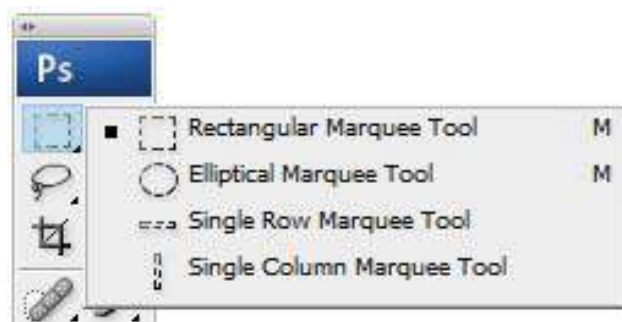 Ps
Rectangular Marquee Tool M
Elliptical Marquee Tool M
Single Row Marquee Tool
Single Column Marquee Tool